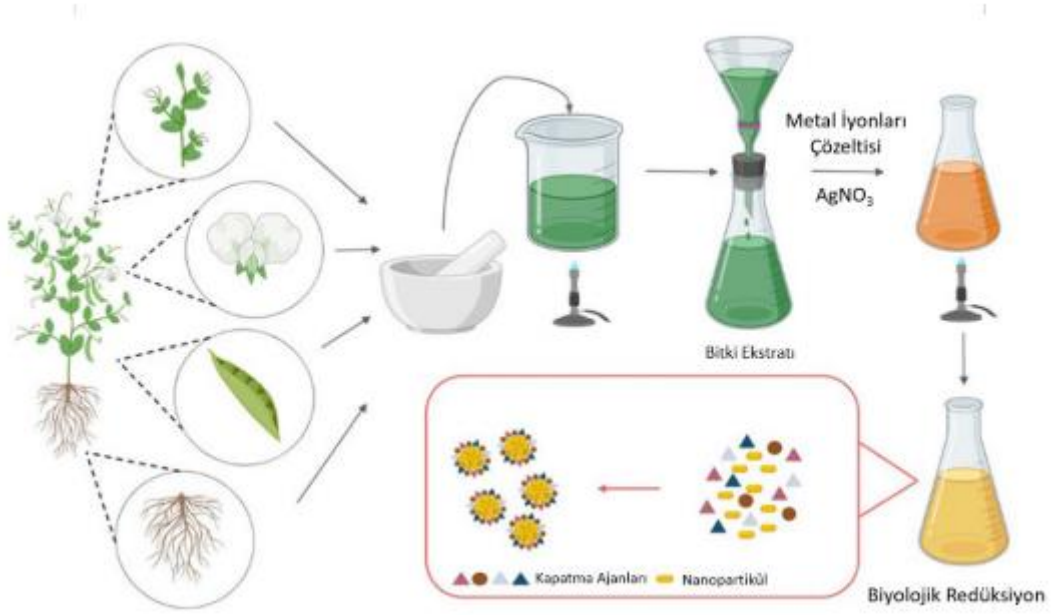 Metal İyonları
Çözeltisi
AgNO₃
Bitki Ekstratı
Kapatma Ajanları
Nanopartikül
Biyolojik Redüksiyon